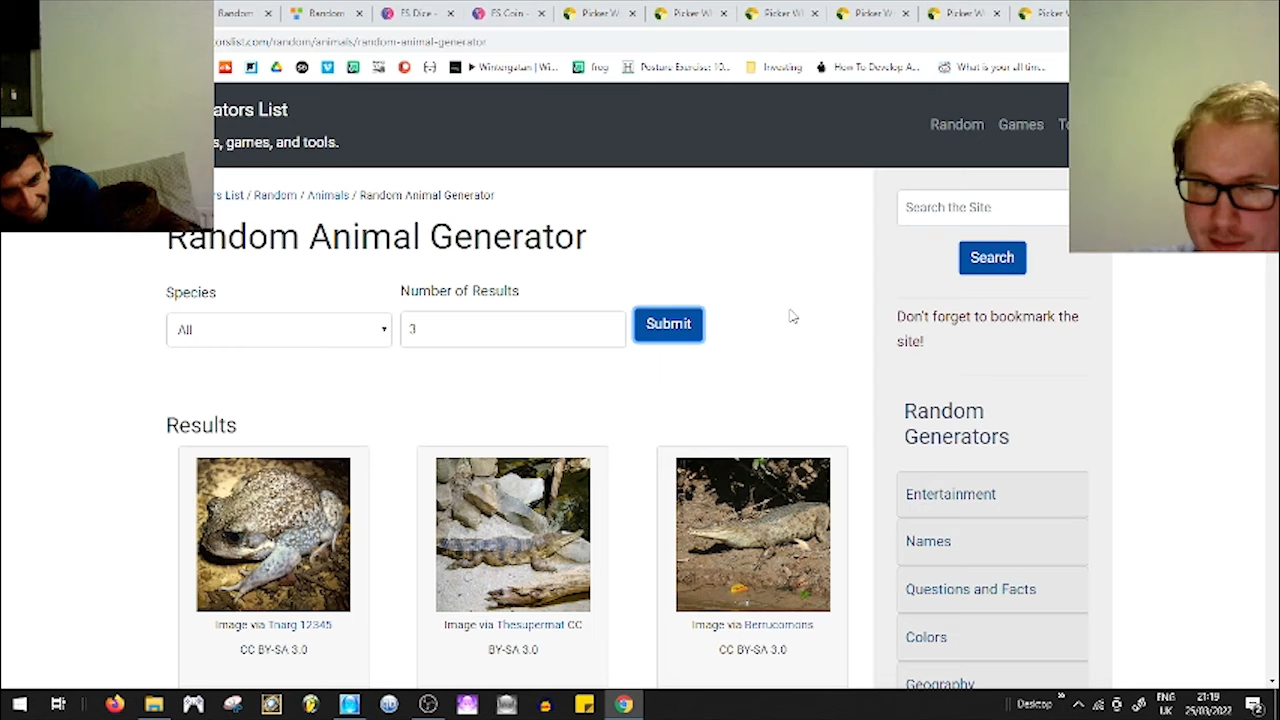 Random
Random
FS Dice -
FS Coin -
Picker W
Picker W
Picker W
Picker W
Picker W
Picker W
torslist.com/random/animals/random-animal-generator
Wintergatan | Wi...
frog
Posture Exercise: 10...
Investing
How To Develop A...
What is your all tim...
ators List
s, games, and tools.
Random Games
rs List / Random / Animals / Random Animal Generator
Search the Site
Random Animal Generator
Search
Species
Number of Results
All
3
Submit
Don't forget to bookmark the
site!
Random
Generators
Results
Entertainment
Names
Questions and Facts
Colors
Geography
Image via Tnarg 12345
CC BY-SA 3.0
Image via Thesupermat CC
BY-SA 3.0
Image via Berrucomons
CC BY-SA 3.0
Desktop
ENG
UK
21:19
25/03/2022